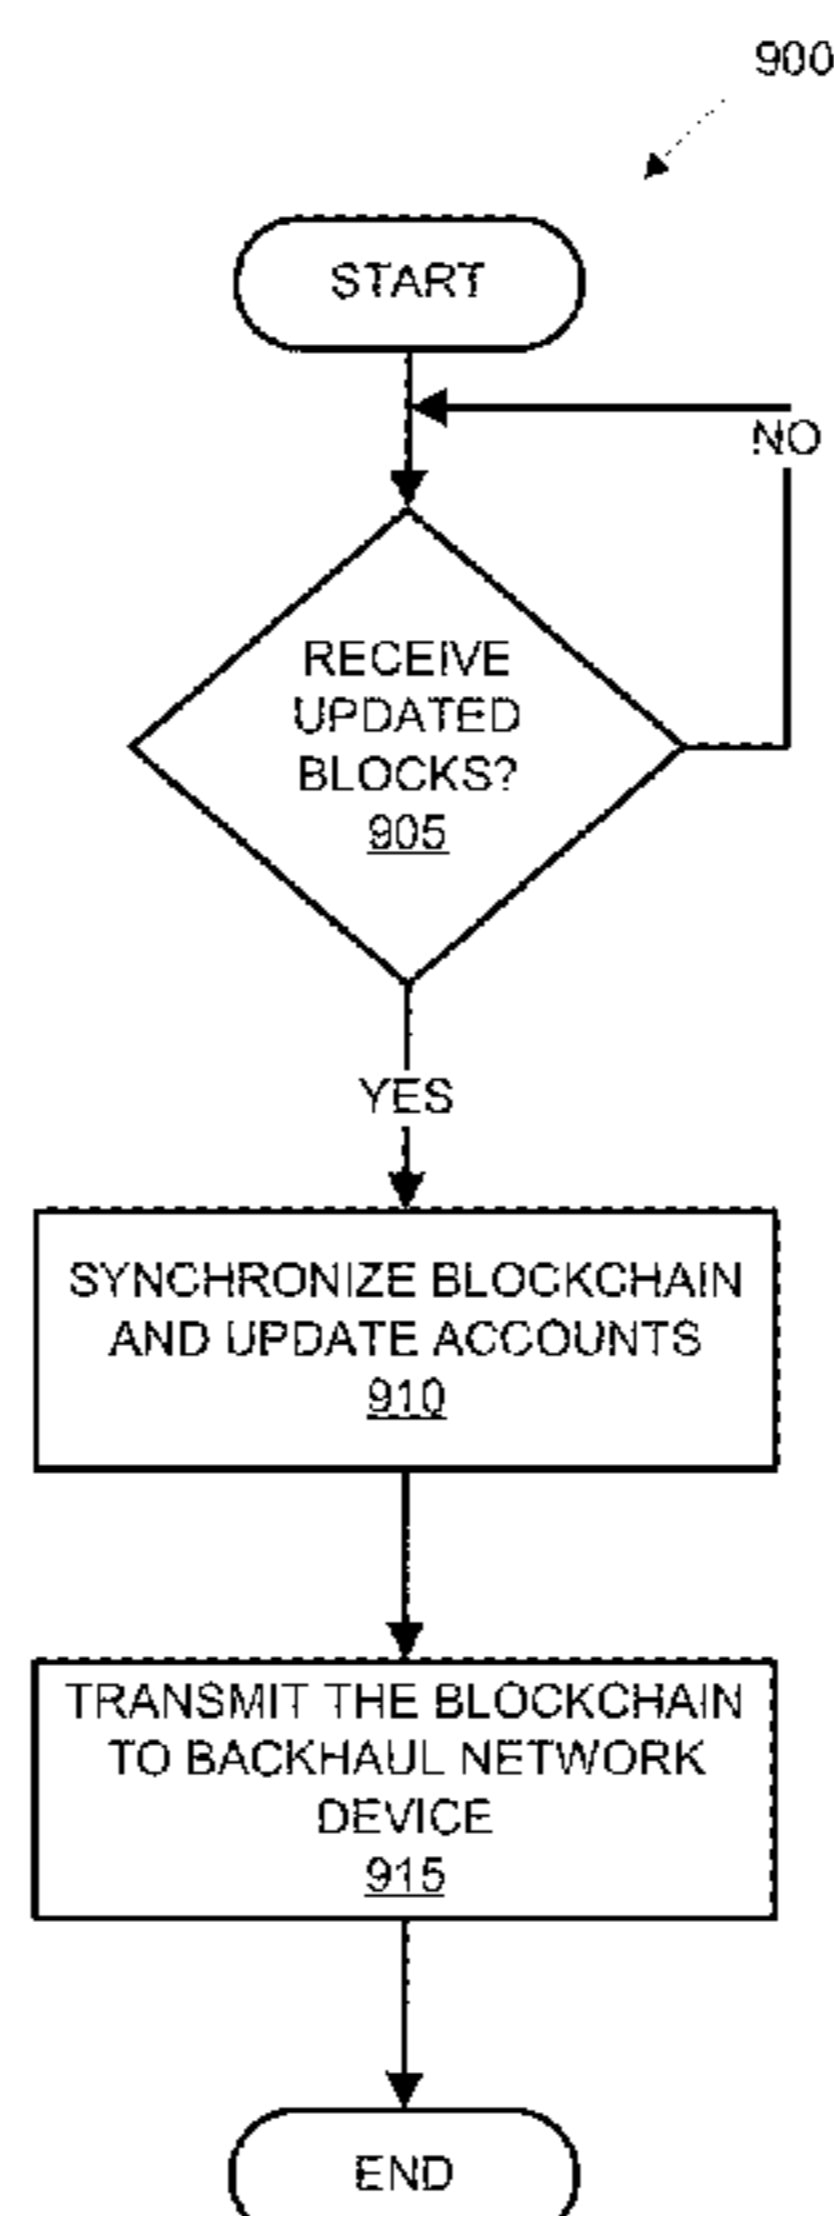 900
START
NO
RECEIVE
UPDATED
BLOCKS?
905
YES
SYNCHRONIZE BLOCKCHAIN
AND UPDATE ACCOUNTS
910
TRANSMIT THE BLOCKCHAIN
TO BACKHAUL NETWORK
DEVICE
915
END